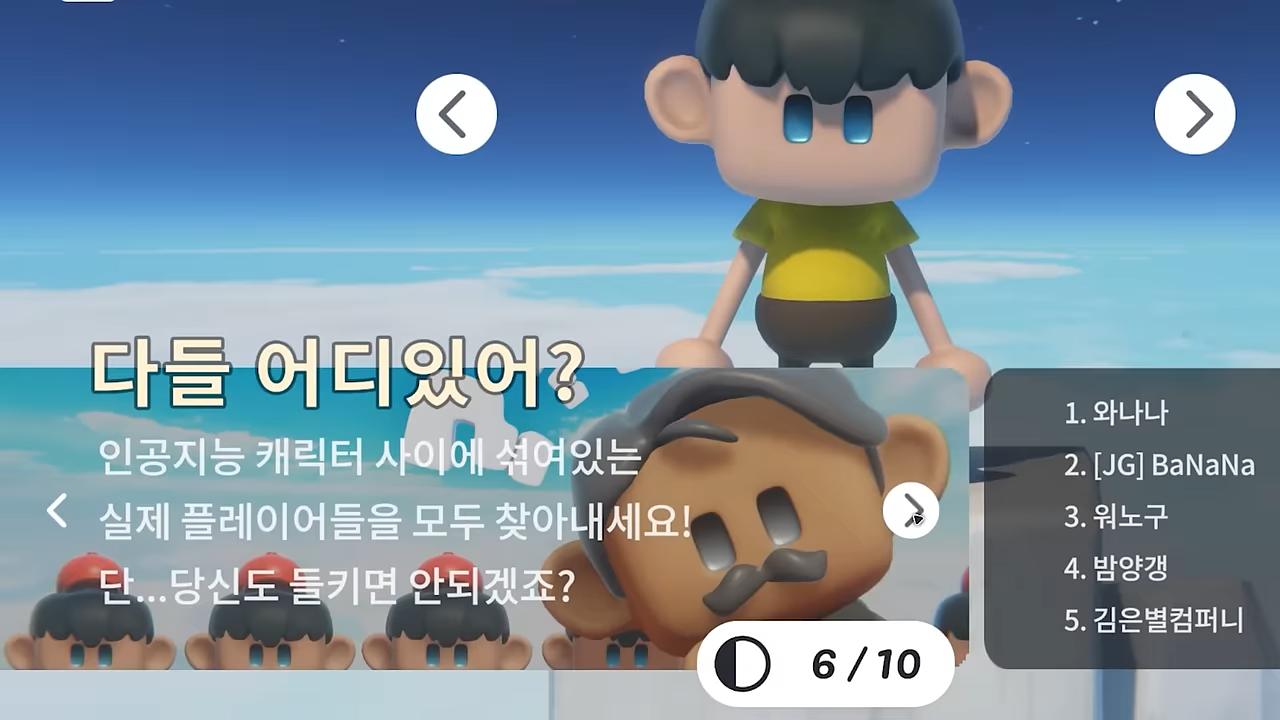 다들 어디있어?
인공지능 캐릭터 사이에 섞여있는
실제 플레이어들을 모두 찾아내세요!
단...당신도 들키면 안되겠죠?
1. 와나나
2. [JG] BaNaNa
3. 워노구
4. 밤양갱
5. 김은별컴퍼니
6 / 10